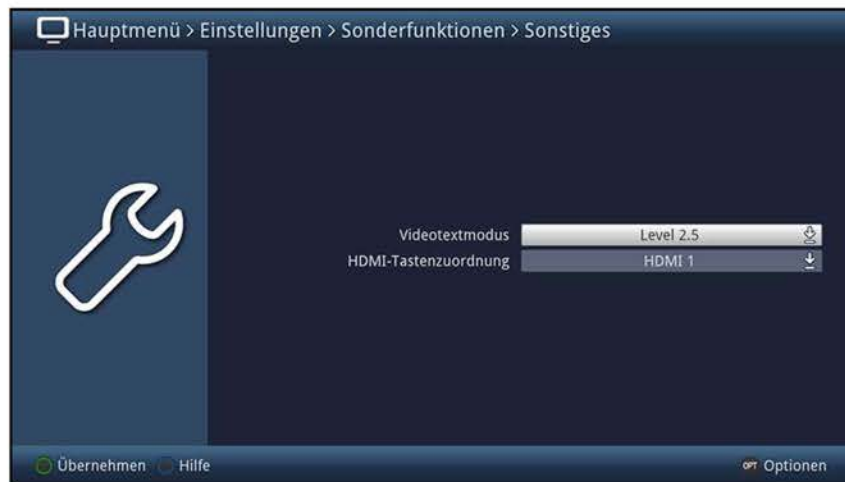 Hauptmenü > Einstellungen > Sonderfunktionen > Sonstiges
Videotextmodus Level 2.5
HDMI-Tastenzuordnung HDMI 1
Übernehmen Hilfe OPT Optionen